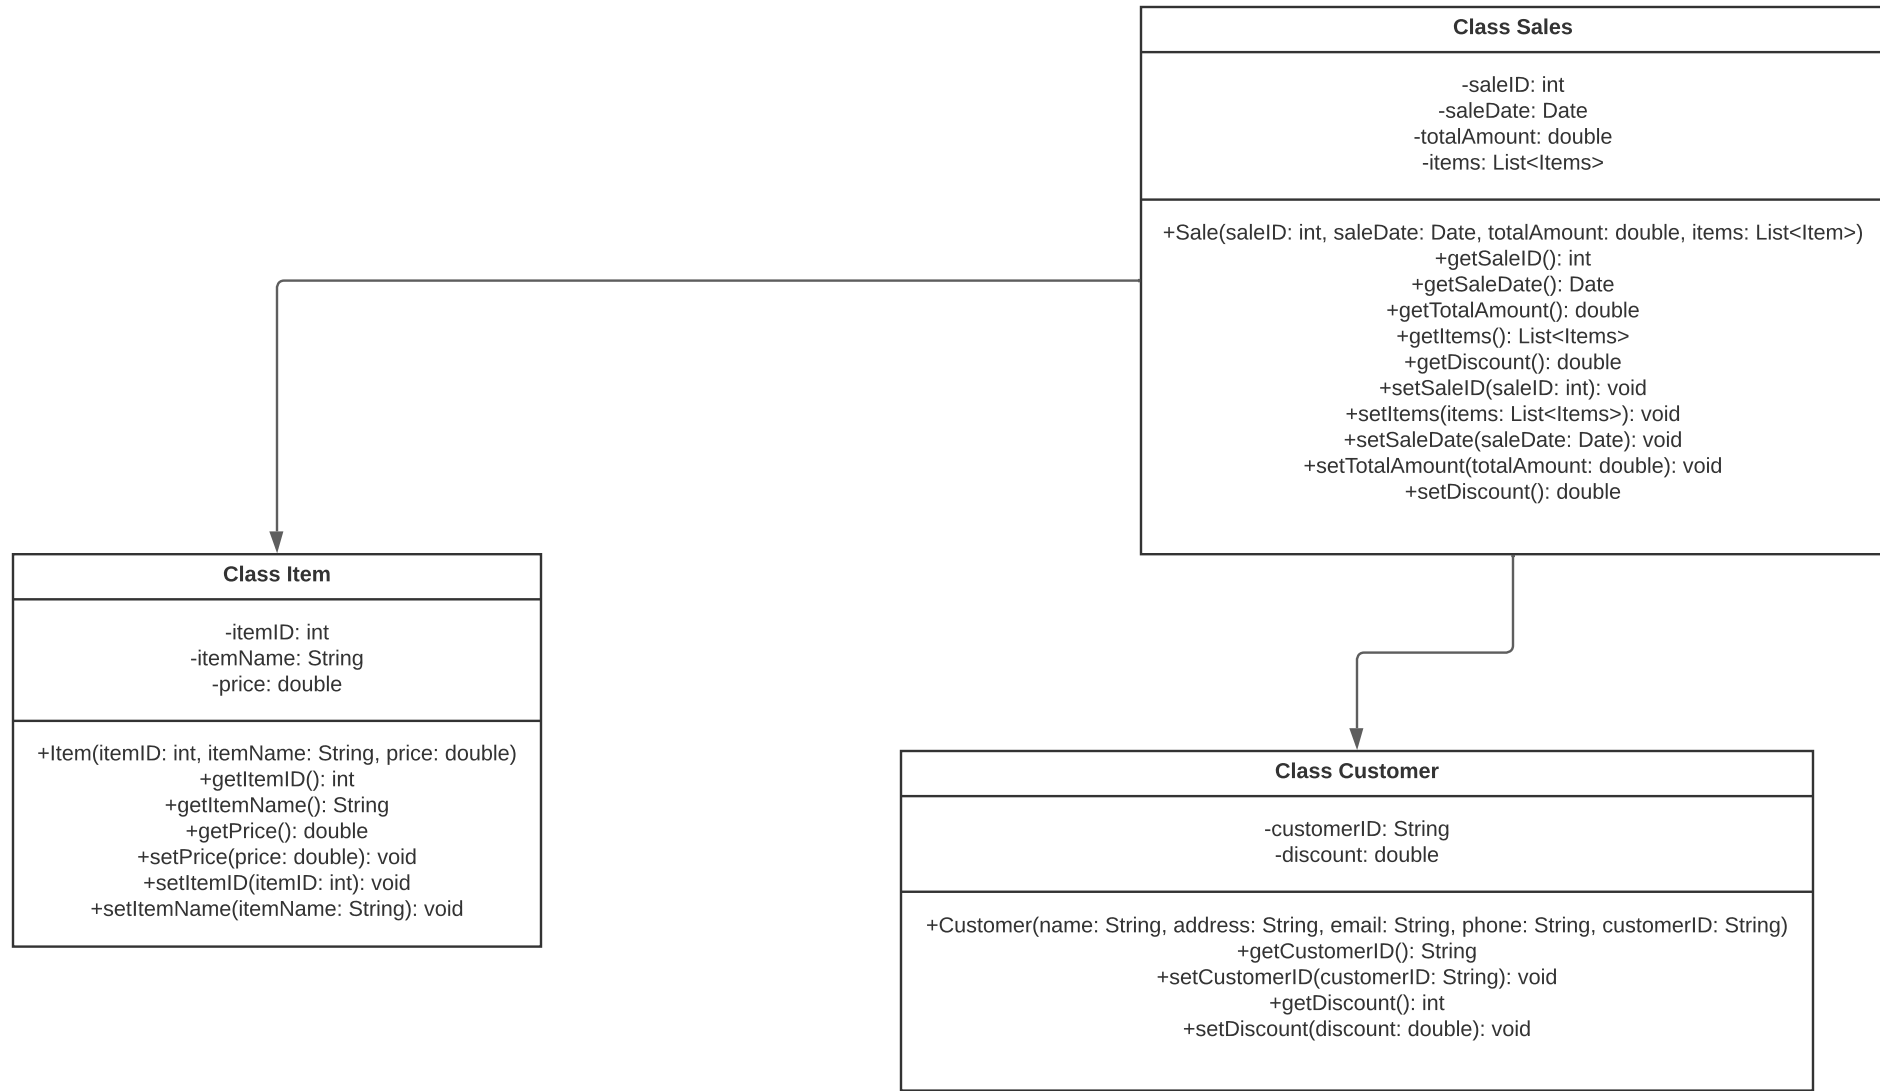 Class Sales
-saleID: int
-saleDate: Date
-totalAmount: double
-items: List<Items>
+Sale(saleID: int, saleDate: Date, totalAmount: double, items: List<Item>)
+getSaleID(): int
+getSaleDate(): Date
+getTotalAmount(): double
+getItems(): List<Items>
+getDiscount(): double
+setSaleID(saleID: int): void
+setItems(items: List<Items>): void
+setSaleDate(saleDate: Date): void
+setTotalAmount(totalAmount: double): void
+setDiscount(): double
Class Item
-itemID: int
-itemName: String
-price: double
+Item(itemID: int, itemName: String, price: double)
+getItemID(): int
+getItemName(): String
+getPrice(): double
+setPrice(price: double): void
+setItemID(itemID: int): void
+setItemName(itemName: String): void
Class Customer
-customerID: String
-discount: double
+Customer(name: String, address: String, email: String, phone: String, customerID: String)
+getCustomerID(): String
+setCustomerID(customerID: String): void
+getDiscount(): int
+setDiscount(discount: double): void